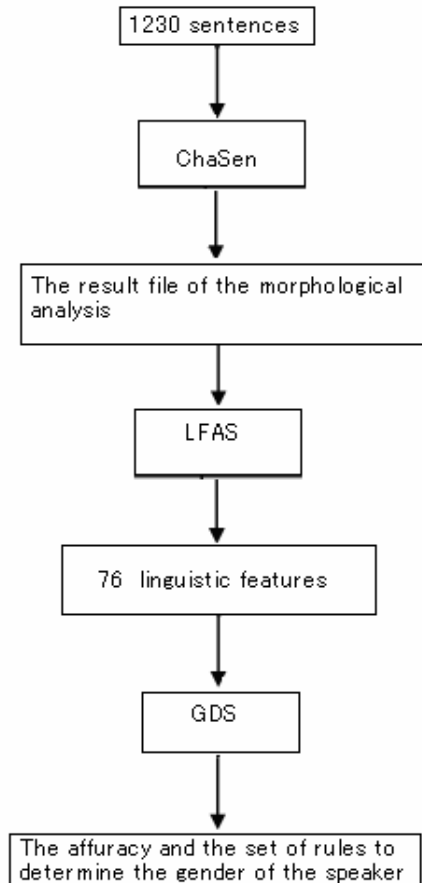 1230 sentences
ChaSen
The result file of the morphological
analysis
LFAS
76 linguistic features
GDS
The affuracy and the set of rules to
determine the gender of the speaker